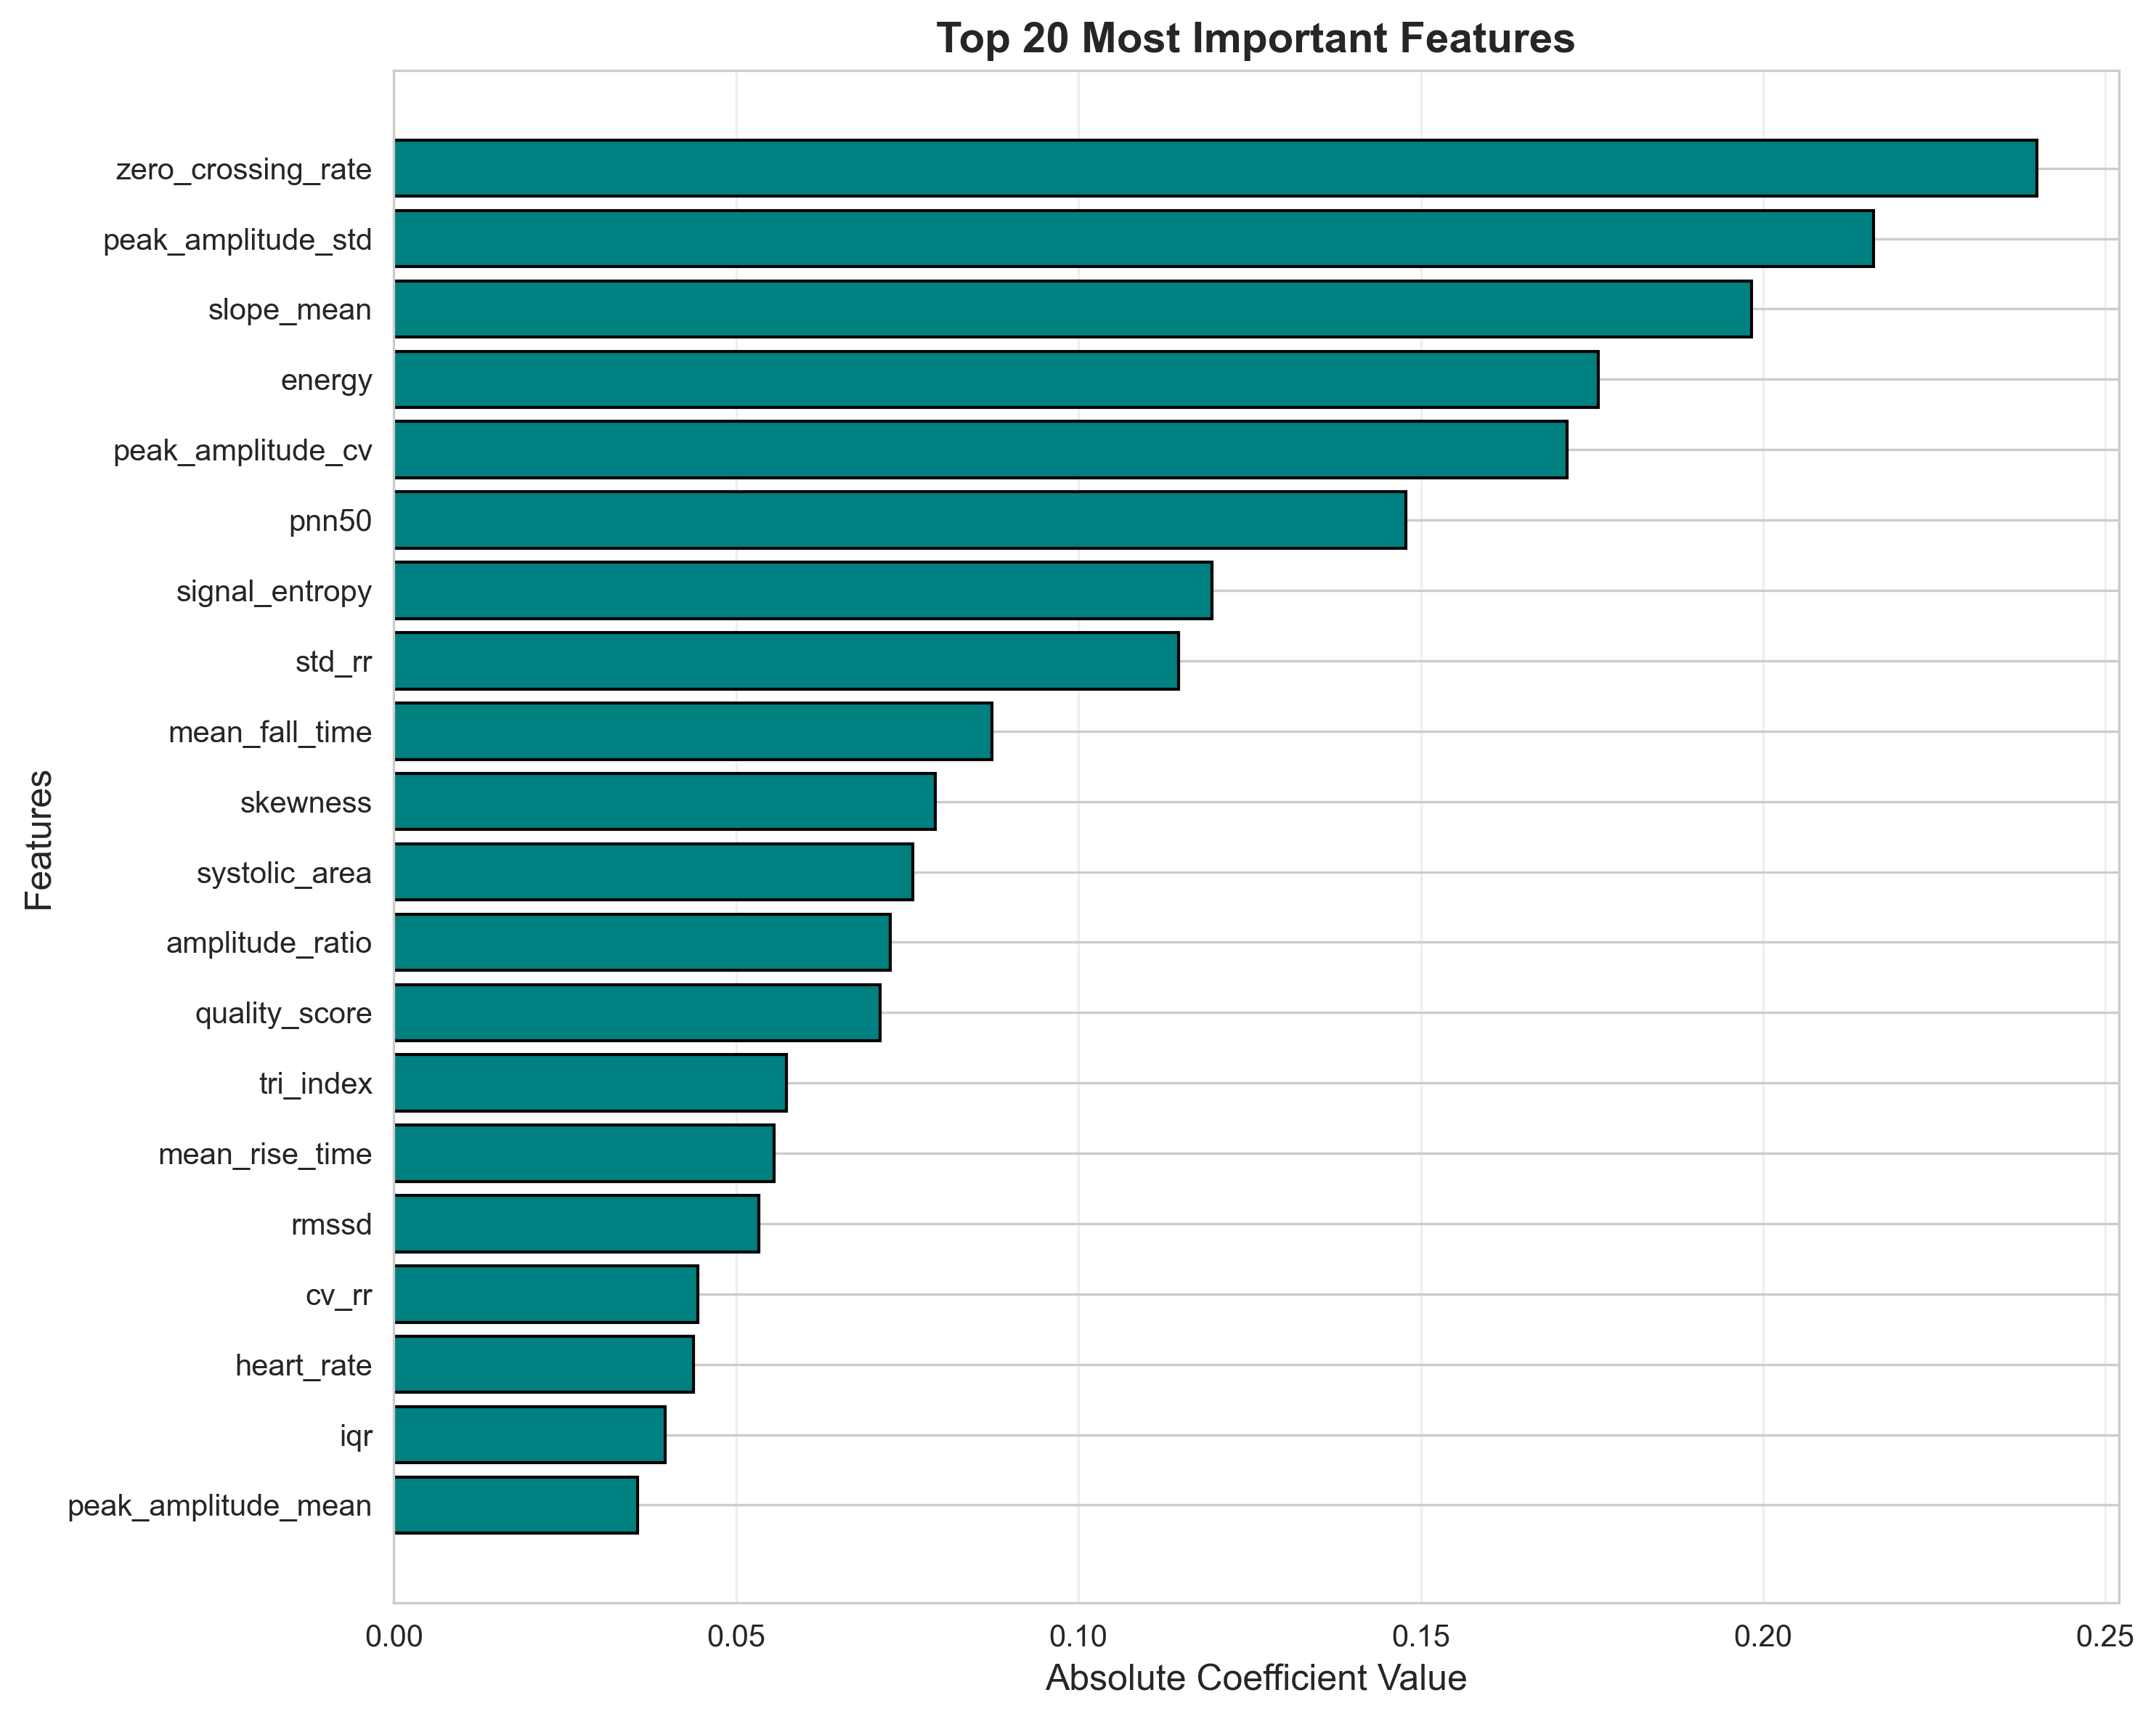 Top 20 Most Important Features
zero_crossing_rate
peak_amplitude_std
slope_mean
energy
peak_amplitude_cv
pnn50
signal_entropy
std_rr
mean_fall_time
skewness
systolic_area
amplitude_ratio
quality_score
tri_index
mean_rise_time
rmssd
cv_rr
heart_rate
iqr
peak_amplitude_mean
Features
0.00 0.05 0.10 0.15 0.20 0.25
Absolute Coefficient Value